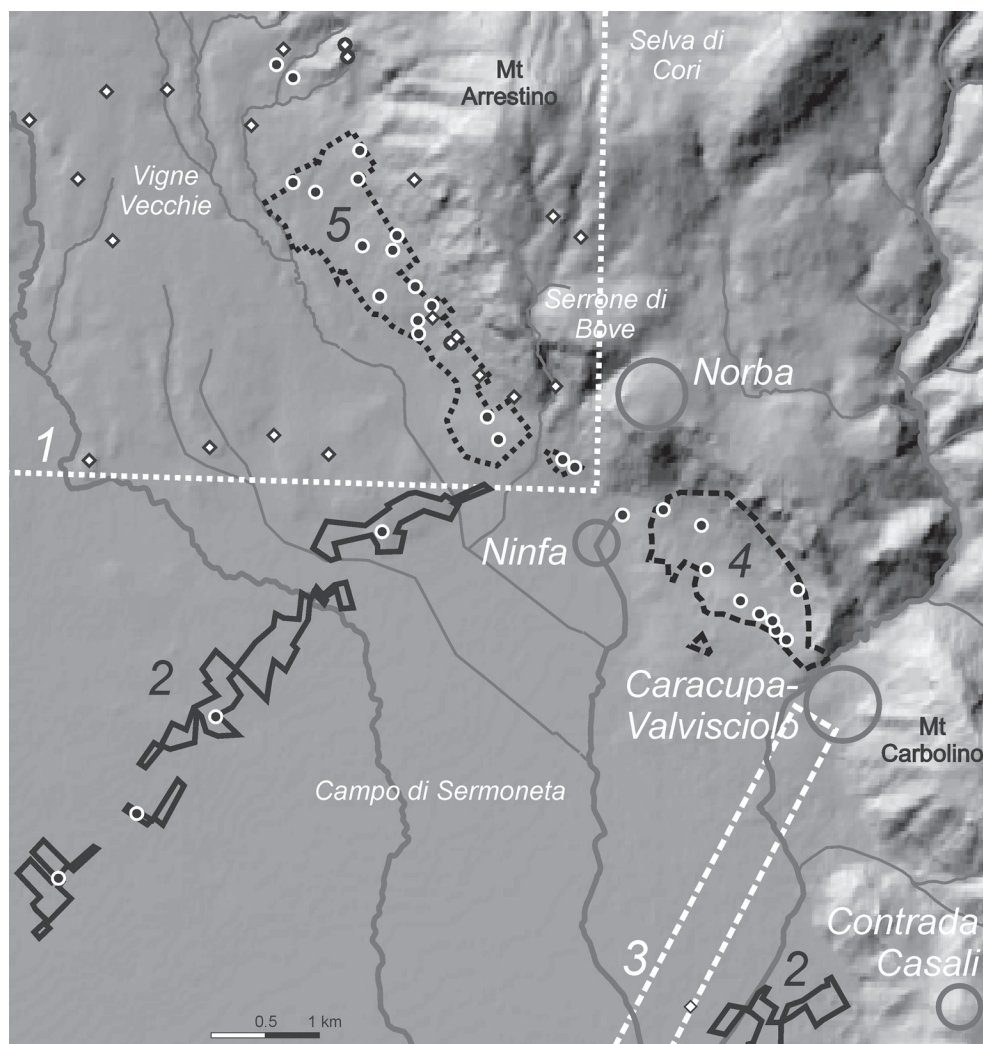 Selva di
Cori
Mt
Arrestino
Vigne
Vecchie
5
Serrone di
Bove
Norba
1
Ninfa
4
2
Caracupa-
Valvisciolo
Mt
Carbolino
Campo di Sermoneta
Contrada
Casali
3
2
0.5 1 km